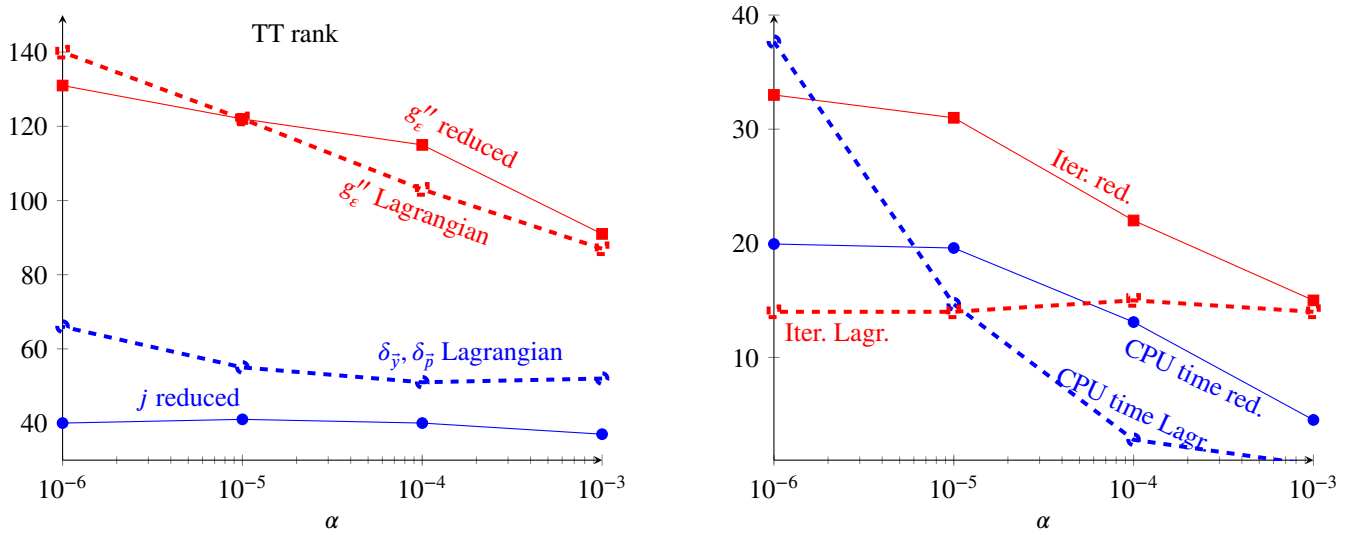 TT rank
140
120
100
80
60
40
g″_ε reduced
g″_ε Lagrangian
δ_y⃗, δ_p⃗ Lagrangian
j reduced
10⁻⁶ 10⁻⁵ 10⁻⁴ 10⁻³
α
40
30
20
10
Iter. red.
Iter. Lagr.
CPU time red.
CPU time Lagr.
10⁻⁶ 10⁻⁵ 10⁻⁴ 10⁻³
α